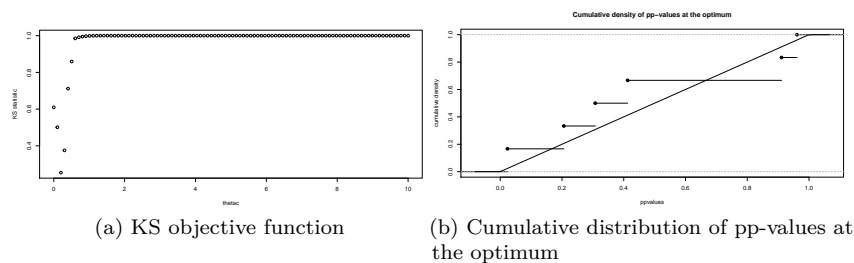 Cumulative density of pp-values at the optimum
KS statistic
0.4 0.6 0.8 1.0
0 2 4 6 8 10
thetac
cumulative density
0.0 0.2 0.4 0.6 0.8 1.0
0.0 0.2 0.4 0.6 0.8 1.0
ppvalues
(a) KS objective function
(b) Cumulative distribution of pp-values at
the optimum